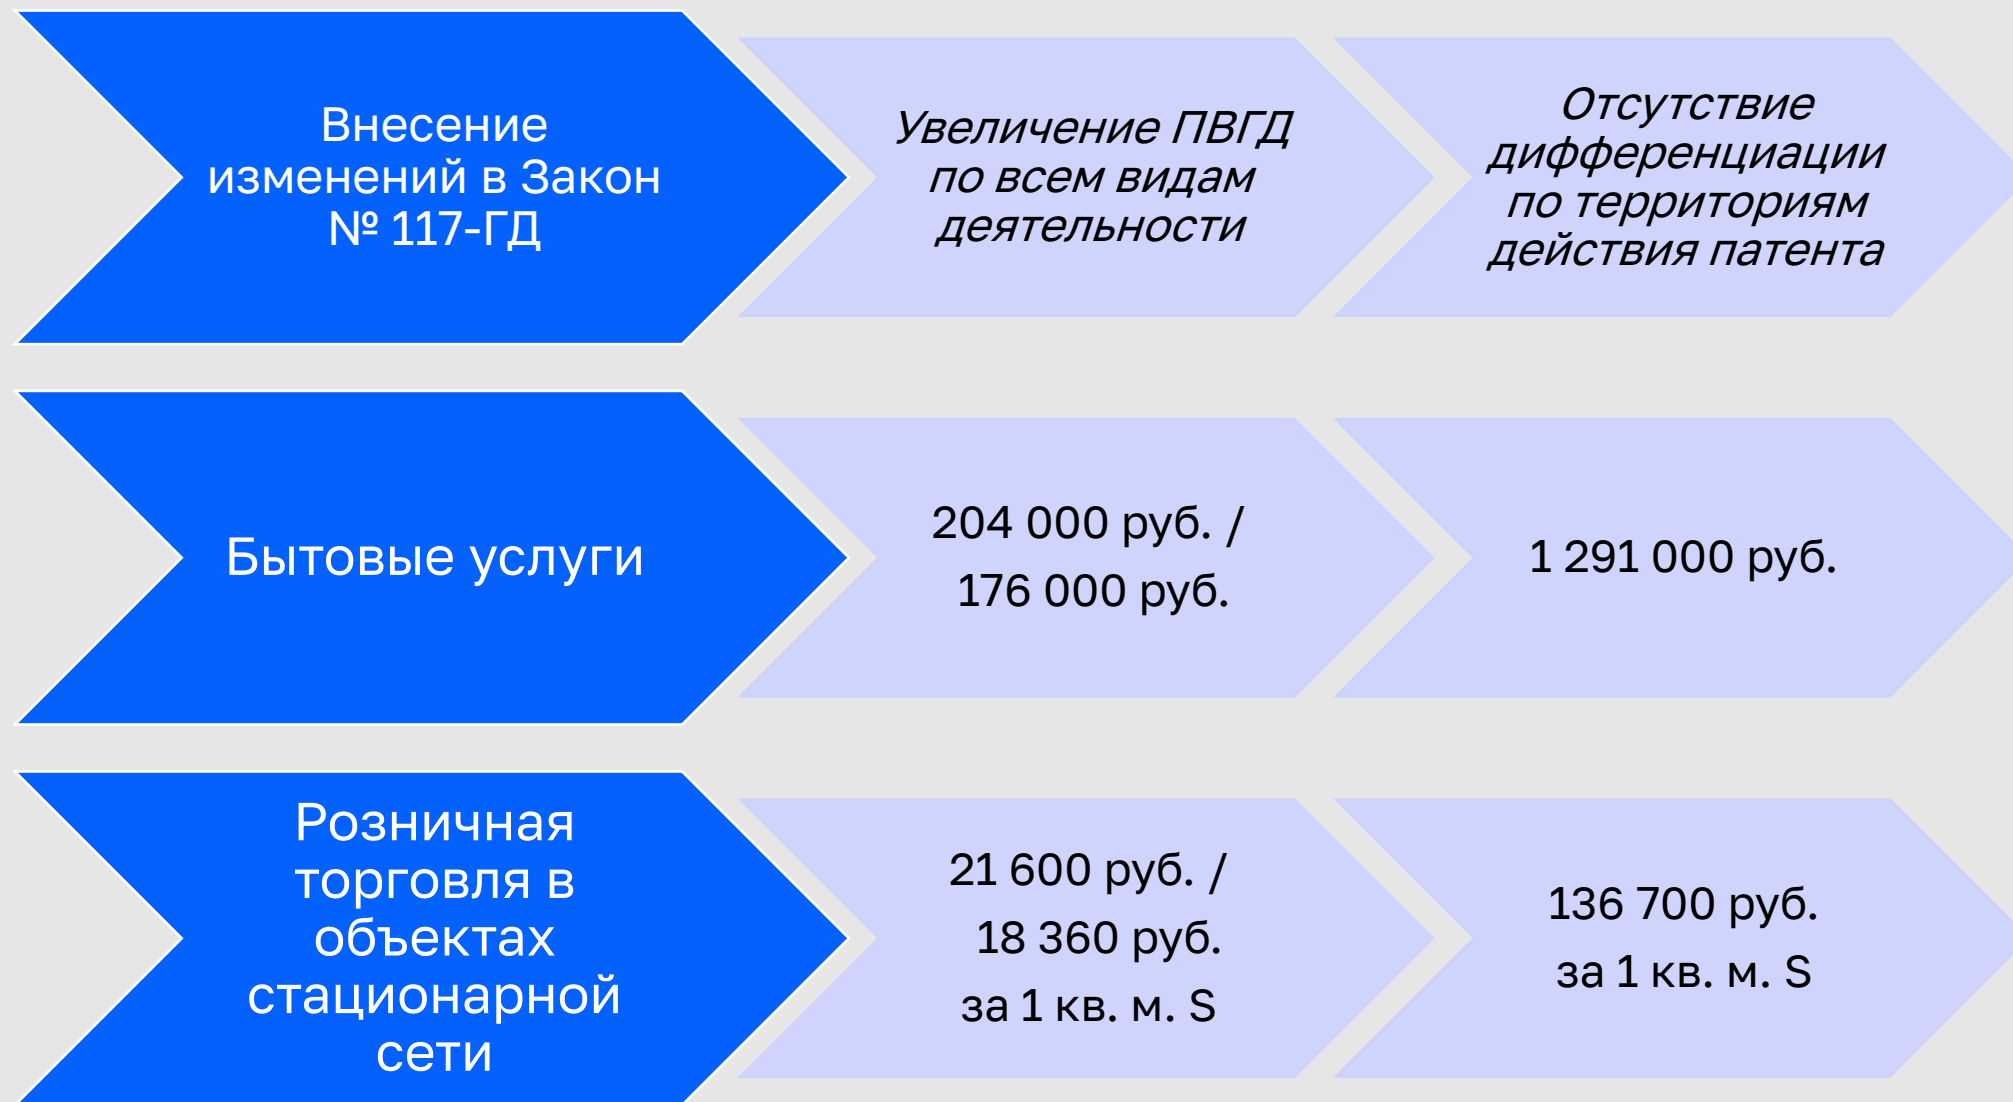 Внесение
изменений в Закон
№ 117-ГД
Увеличение ПВГД
по всем видам
деятельности
Отсутствие
дифференциации
по территориям
действия патента
Бытовые услуги
204 000 руб. /
176 000 руб.
1 291 000 руб.
Розничная
торговля в
объектах
стационарной
сети
21 600 руб. /
18 360 руб.
за 1 кв. м. S
136 700 руб.
за 1 кв. м. S